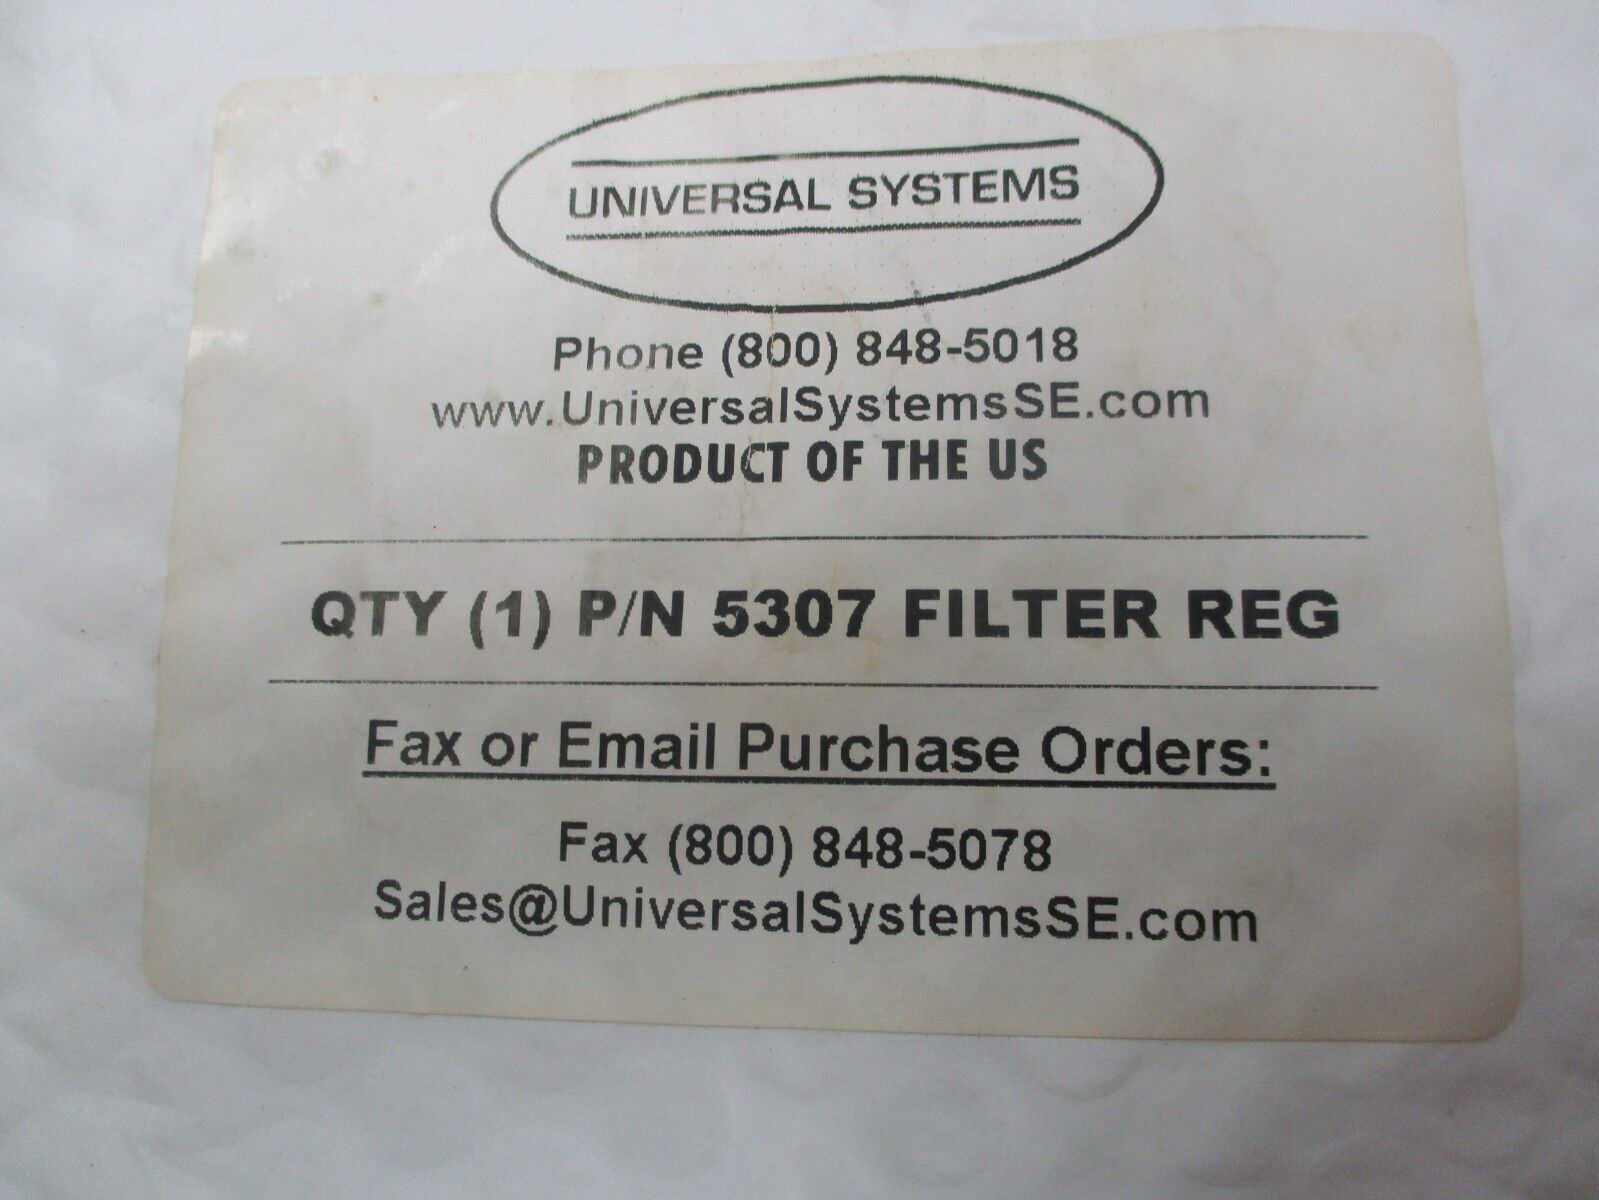 UNIVERSAL SYSTEMS
Phone (800) 848-5018
www.UniversalSystemsSE.com
PRODUCT OF THE US
QTY (1) P/N 5307 FILTER REG
Fax or Email Purchase Orders:
Fax (800) 848-5078
Sales@UniversalSystemsSE.com